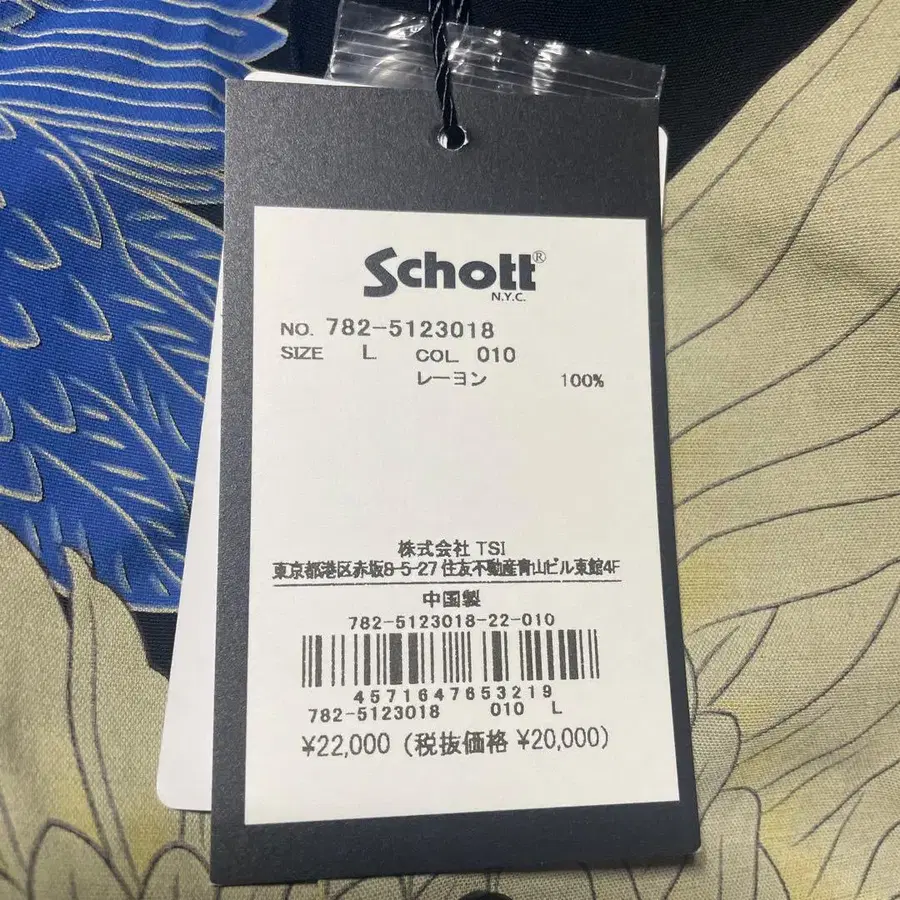 Schott®
N.Y.C.
NO. 782-5123018
SIZE L COL. 010
レーヨン 100%
株式会社 TSI
東京都港区赤坂8-5-27 住友不動産青山ビル東館4F
中国製
782-5123018-22-010
4571647653219
782-5123018 010 L
¥22,000 (税抜価格 ¥20,000)